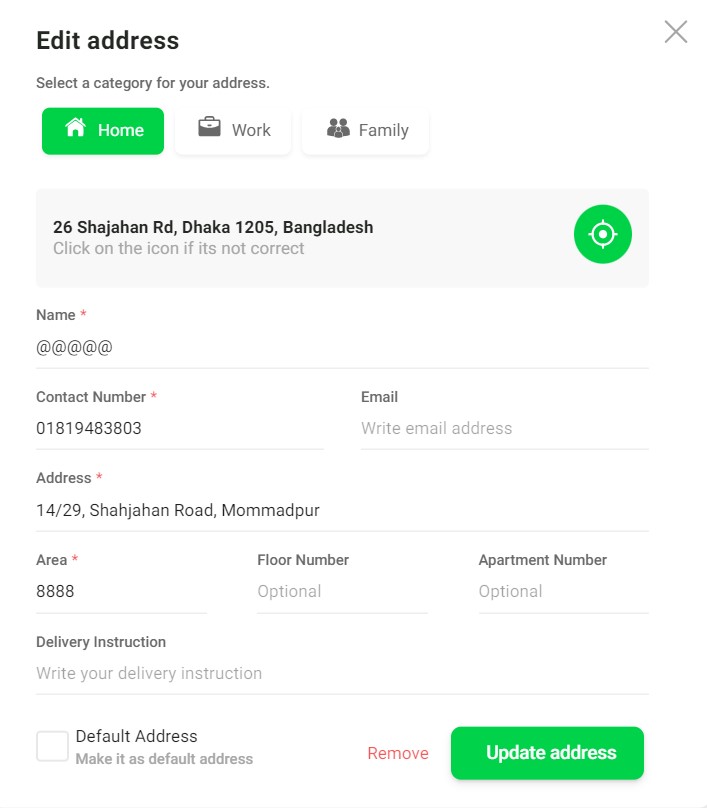 Edit address
Select a category for your address.
Home Work Family
26 Shajahan Rd, Dhaka 1205, Bangladesh
Click on the icon if its not correct
Name *
@@@@@
Contact Number * Email
01819483803 Write email address
Address *
14/29, Shahjahan Road, Mommadpur
Area * Floor Number Apartment Number
8888 Optional Optional
Delivery Instruction
Write your delivery instruction
Default Address
Make it as default address
Remove Update address